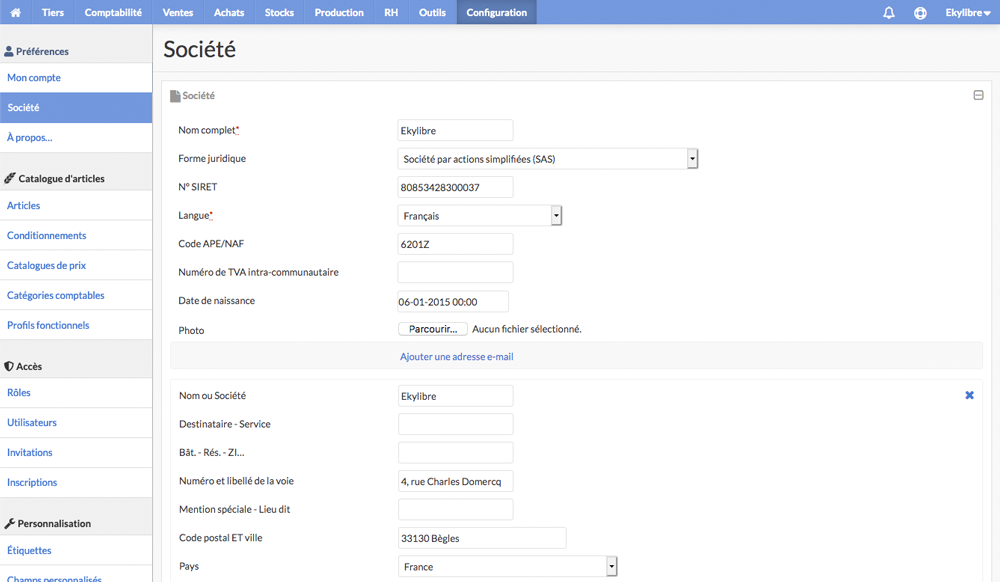 Tiers Comptabilité Ventes Achats Stocks Production RH Outils Configuration Ekylibre
Préférences
Mon compte
Société
À propos...
Catalogue d'articles
Articles
Conditionnements
Catalogues de prix
Catégories comptables
Profils fonctionnels
Accès
Rôles
Utilisateurs
Invitations
Inscriptions
Personnalisation
Étiquettes
Champs personnalisés
Société
Société
Nom complet* Ekylibre
Forme juridique Société par actions simplifiées (SAS)
N° SIRET 80853428300037
Langue* Français
Code APE/NAF 6201Z
Numéro de TVA intra-communautaire
Date de naissance 06-01-2015 00:00
Photo Parcourir... Aucun fichier sélectionné.
Ajouter une adresse e-mail
Nom ou Société Ekylibre
Destinataire - Service
Bât. - Rés. - ZI...
Numéro et libellé de la voie 4, rue Charles Domercq
Mention spéciale - Lieu dit
Code postal ET ville 33130 Bègles
Pays France